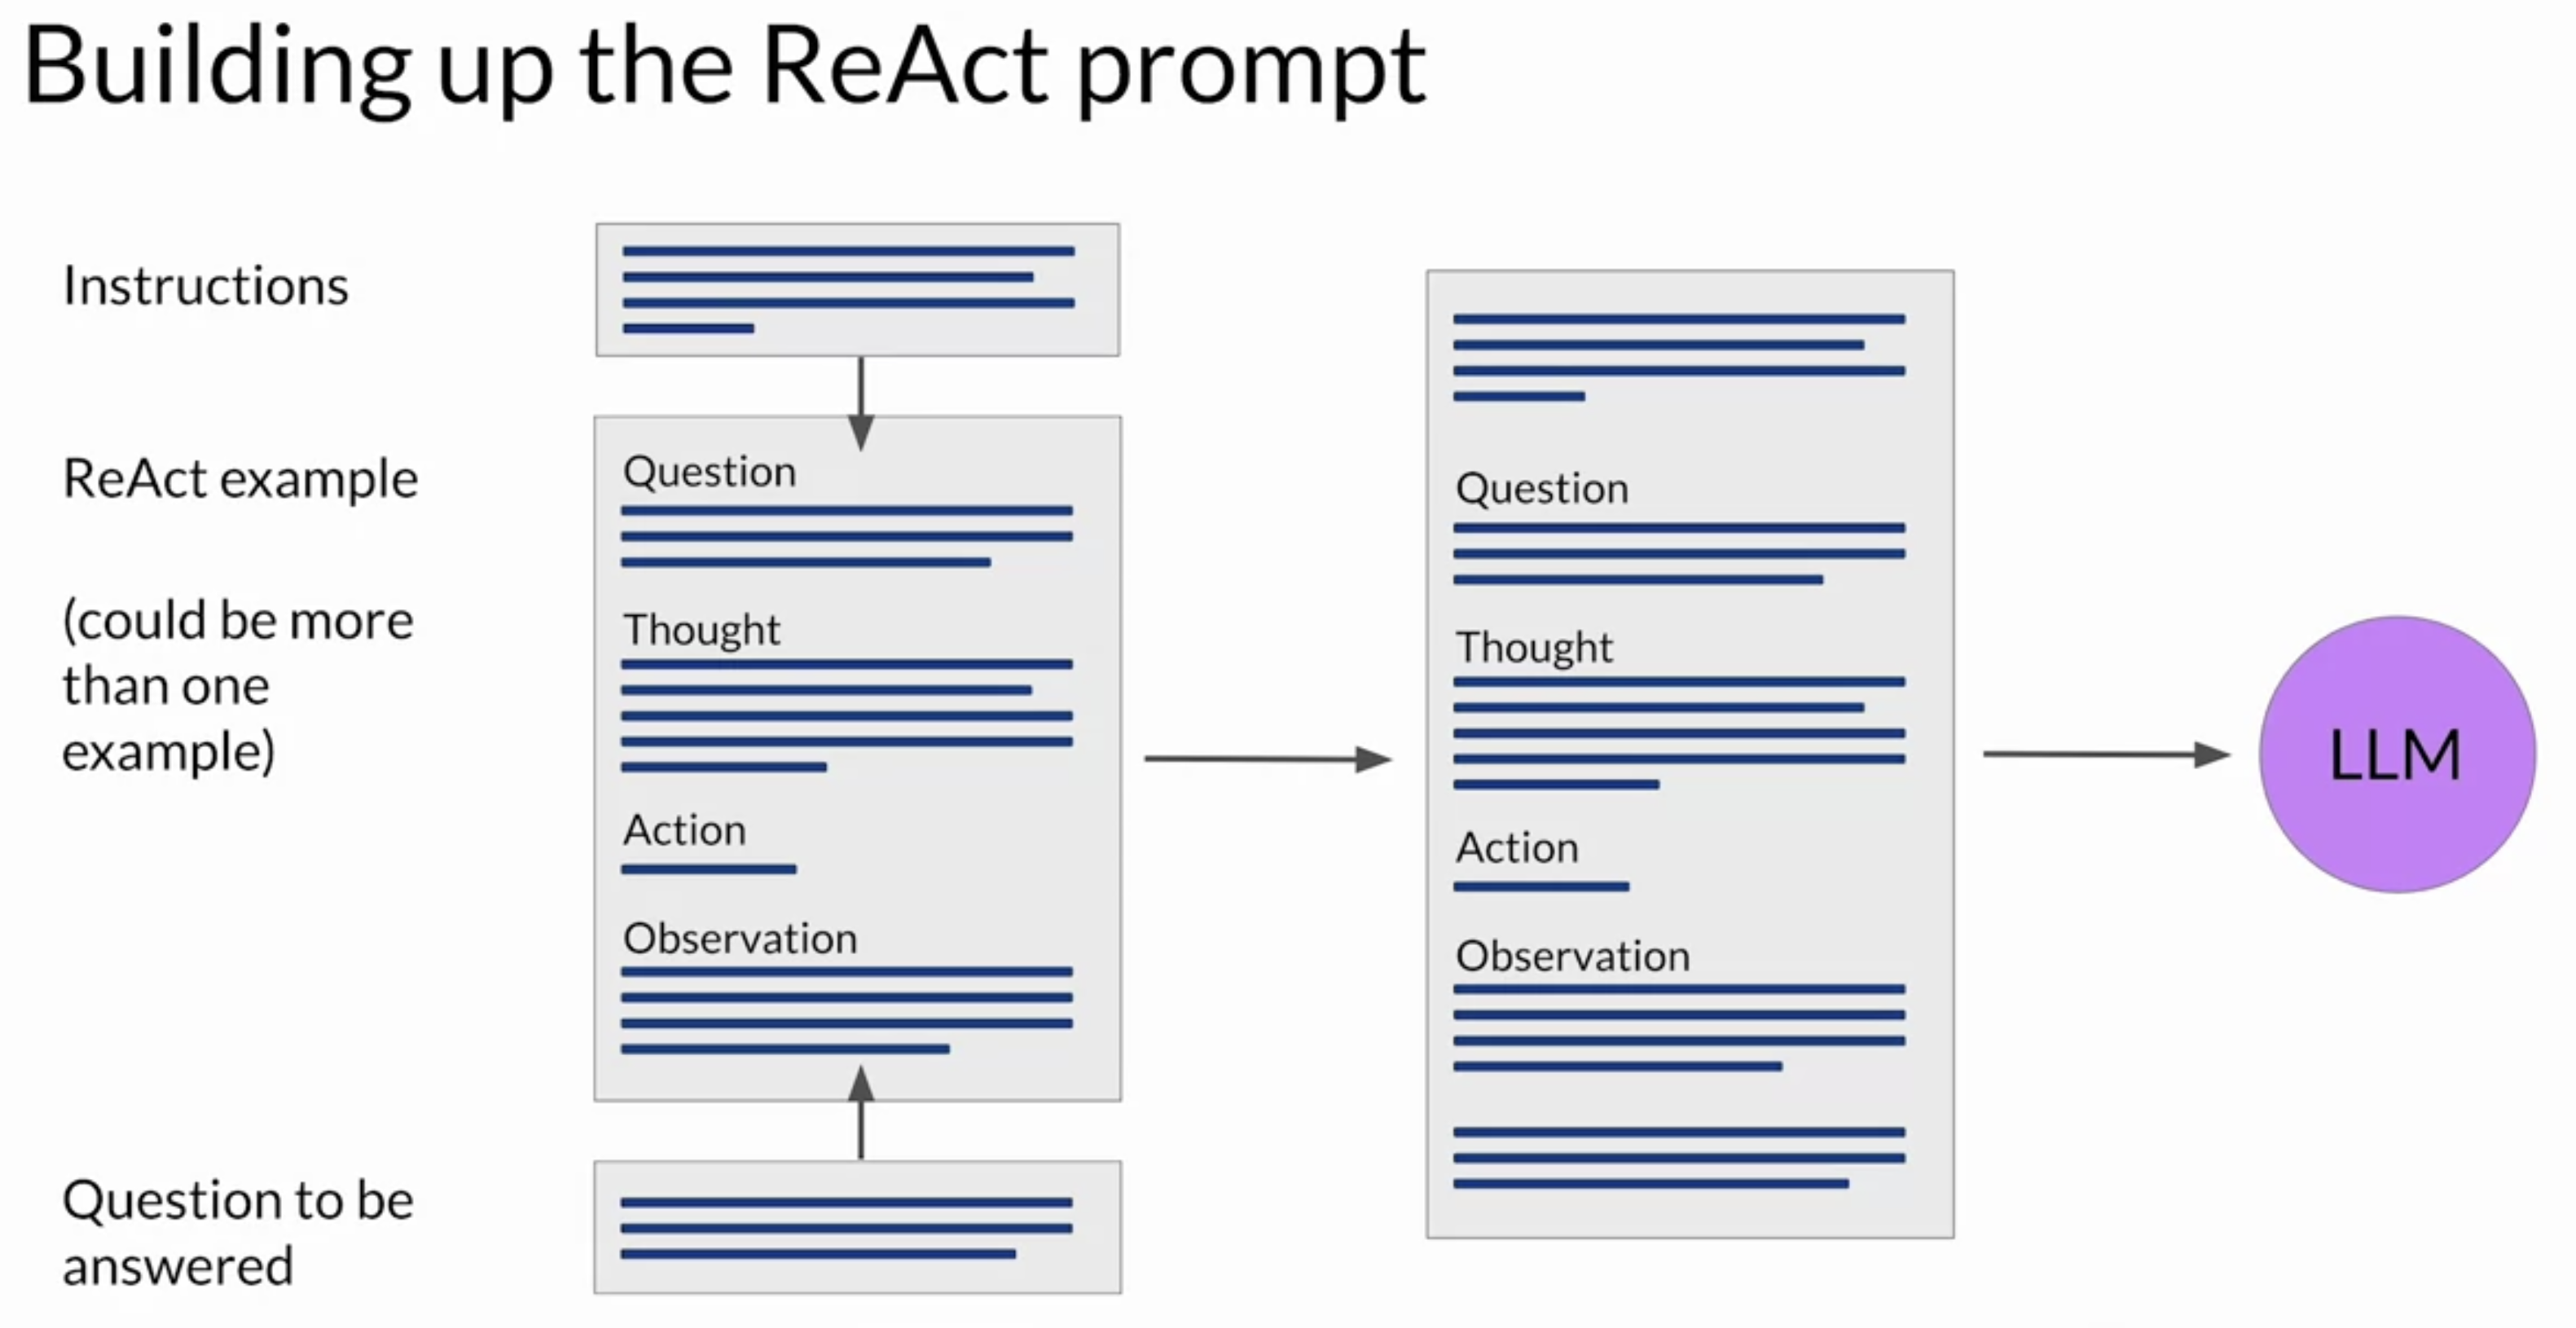 Building up the ReAct prompt
Instructions
ReAct example
(could be more
than one
example)
Question to be
answered
Question
Thought
Action
Observation
Question
Thought
Action
Observation
LLM